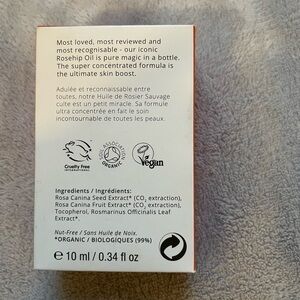 Most loved, most reviewed and
most recognisable - our iconic
Rosehip Oil is pure magic in a bottle.
The super concentrated formula is
the ultimate skin boost.
Adulée et reconnaissable entre
toutes, notre Huile de Rosier Sauvage
culte est un petit miracle. Sa formule
ultra concentrée en fait le soin
incontournable de toutes les peaux.
Cruelty Free
INTERNATIONAL
SOIL ASSOCIATION
ORGANIC
Vegan
Ingredients / Ingrédients:
Rosa Canina Seed Extract* (CO₂ extraction),
Rosa Canina Fruit Extract* (CO₂ extraction),
Tocopherol, Rosmarinus Officinalis Leaf
Extract*.
Nut-Free / Sans Huile de Noix.
*ORGANIC / BIOLOGIQUES (99%)
℮ 10 ml / 0.34 fl oz